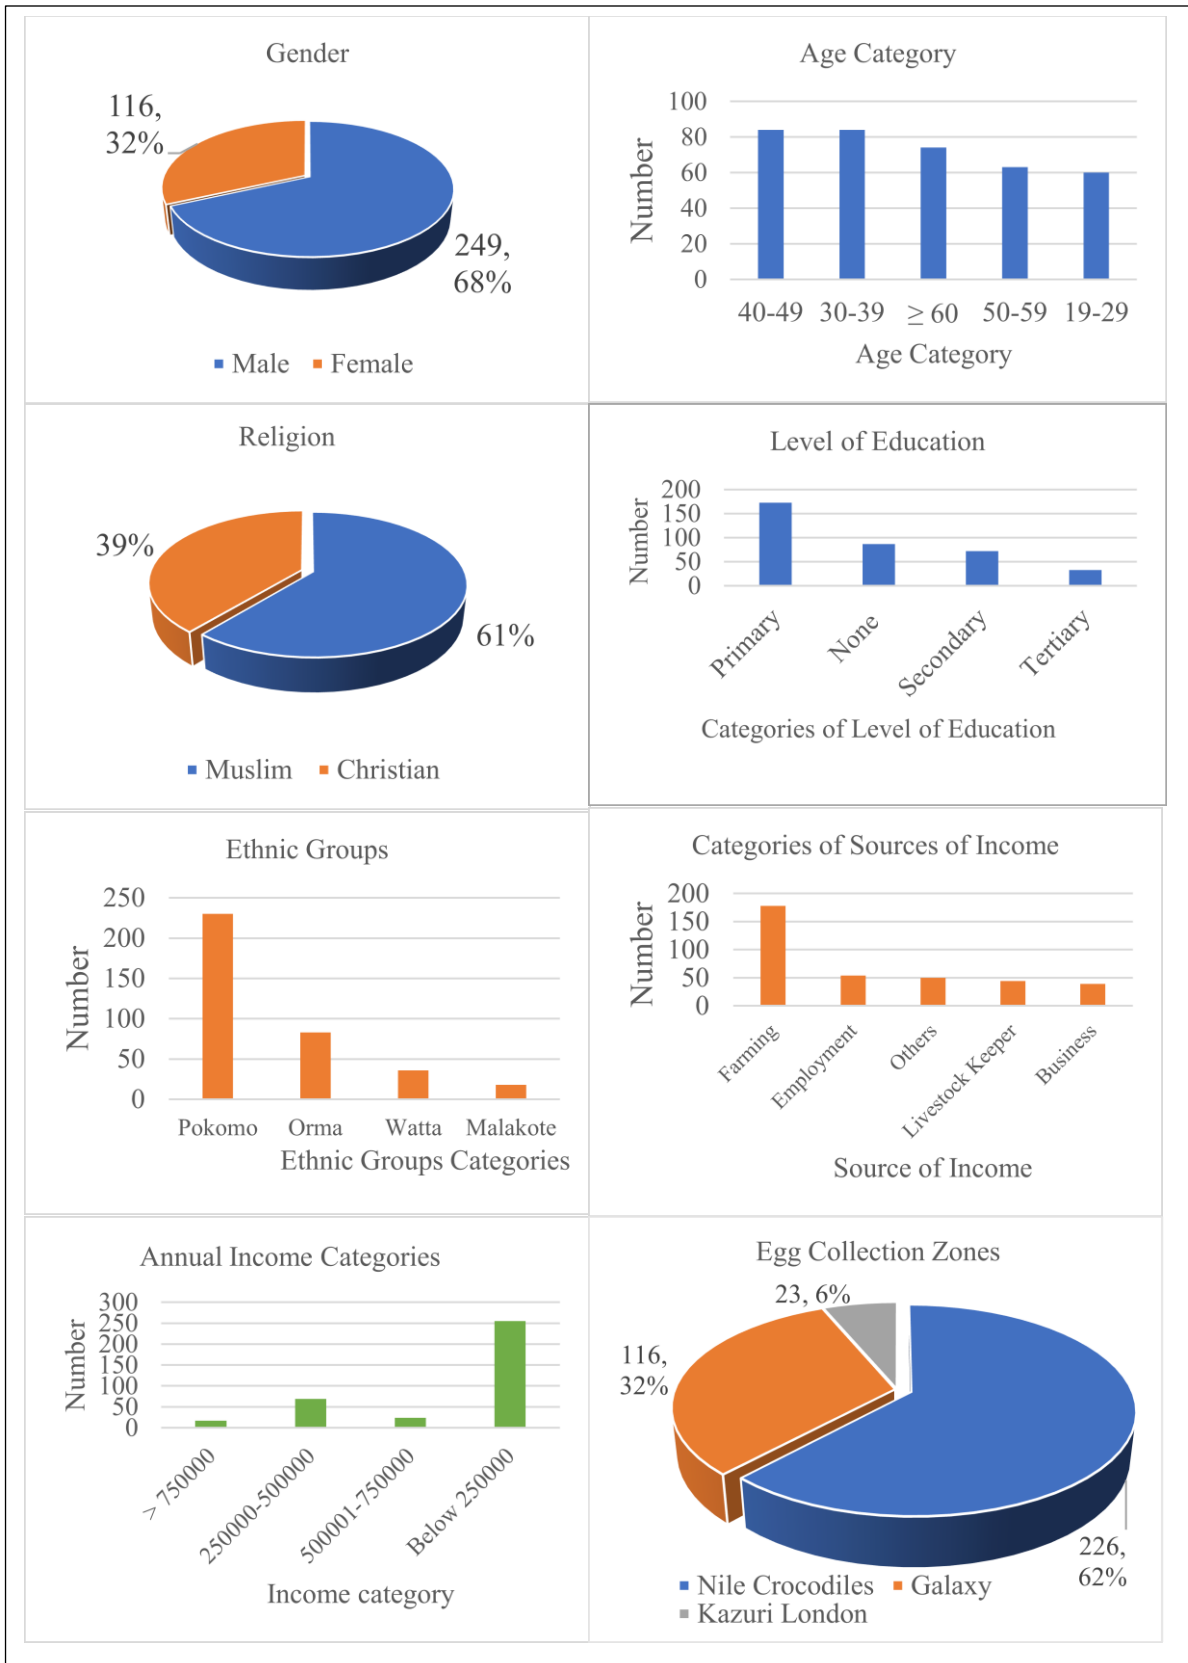 Gender
116,
32%
249,
68%
Male Female
Age Category
Number
100
80
60
40
20
0
40-49 30-39 ≥ 60 50-59 19-29
Age Category
Religion
39%
61%
Muslim Christian
Level of Education
Number
200
150
100
50
0
Primary None Secondary Tertiary
Categories of Level of Education
Ethnic Groups
Number
250
200
150
100
50
0
Pokomo Orma Watta Malakote
Ethnic Groups Categories
Categories of Sources of Income
Number
200
150
100
50
0
Farming Employment Others Livestock Keeper Business
Source of Income
Annual Income Categories
Number
300
250
200
150
100
50
0
> 750000 250000-500000 500001-750000 Below 250000
Income category
Egg Collection Zones
23, 6%
116,
32%
226,
62%
Nile Crocodiles Galaxy
Kazuri London